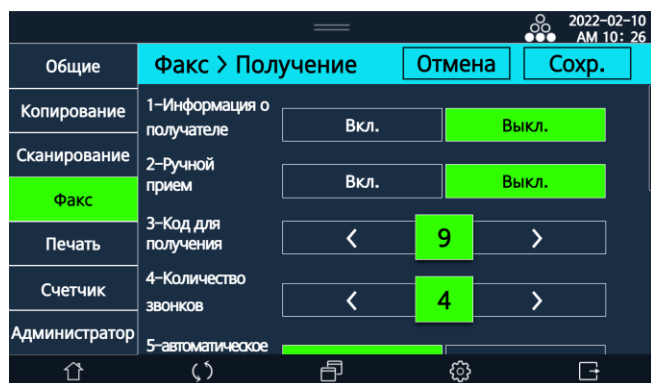 2022-02-10
AM 10: 26
Общие
Факс > Получение
Отмена
Сохр.
Копирование
1-Информация о
получателе
Вкл.
Выкл.
Сканирование
2-Ручной
прием
Вкл.
Выкл.
Факс
3-Код для
получения
<
9
>
Печать
4-Количество
звонков
<
4
>
Счетчик
Администратор
5-автоматическое